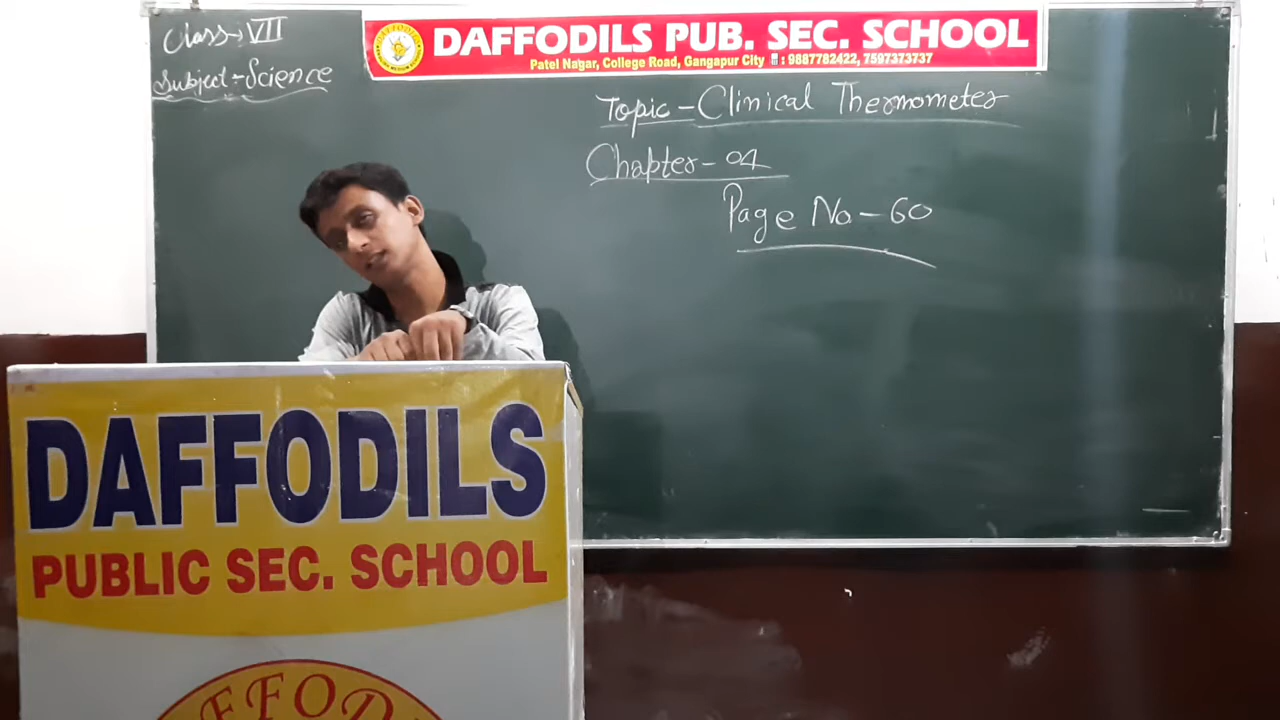 Class:- VII
Subject:- Science
DAFFODILS PUB. SEC. SCHOOL
Patel Nagar, College Road, Gangapur City : 9887782422, 7597373737
Topic - Clinical Thermometer
Chapter - 04
Page No - 60
DAFFODILS
PUBLIC SEC. SCHOOL